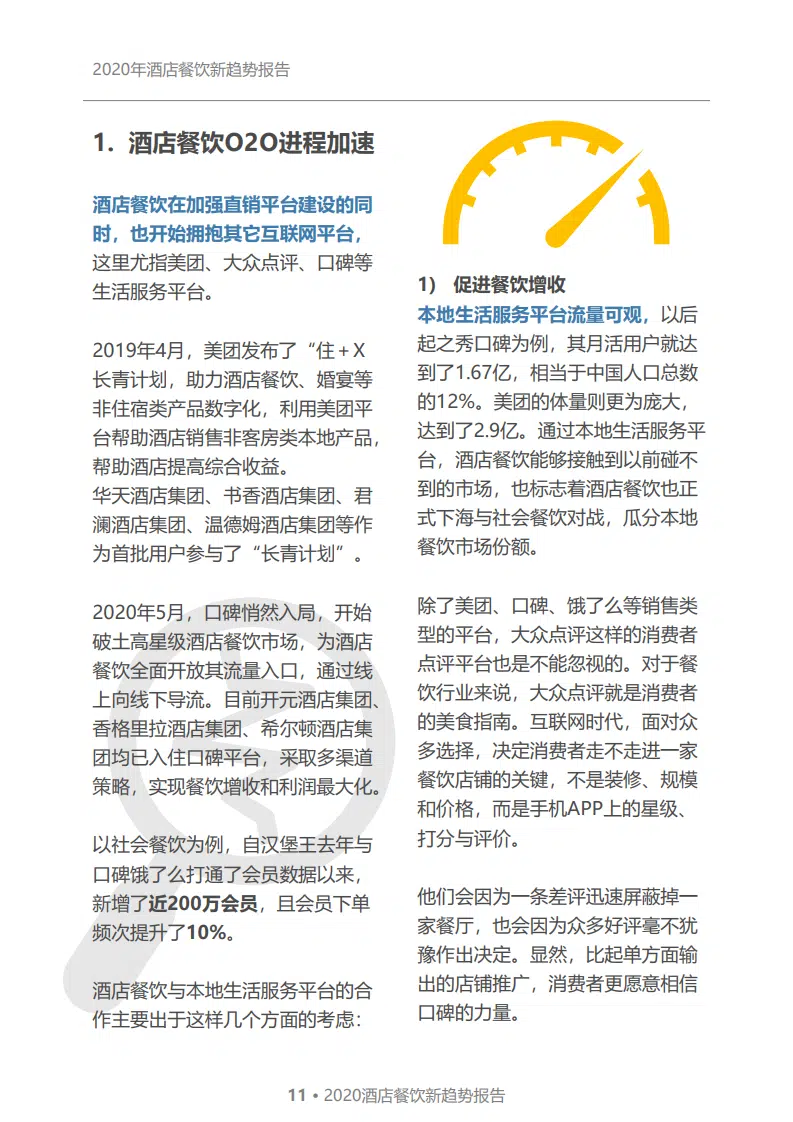 2020年酒店餐饮新趋势报告
1. 酒店餐饮O2O进程加速
酒店餐饮在加强直销平台建设的同
时，也开始拥抱其它互联网平台，
这里尤指美团、大众点评、口碑等
生活服务平台。
2019年4月，美团发布了“住＋X
长青计划，助力酒店餐饮、婚宴等
非住宿类产品数字化，利用美团平
台帮助酒店销售非客房类本地产品，
帮助酒店提高综合收益。
华天酒店集团、书香酒店集团、君
澜酒店集团、温德姆酒店集团等作
为首批用户参与了“长青计划”。
2020年5月，口碑悄然入局，开始
破土高星级酒店餐饮市场，为酒店
餐饮全面开放其流量入口，通过线
上向线下导流。目前开元酒店集团、
香格里拉酒店集团、希尔顿酒店集
团均已入住口碑平台，采取多渠道
策略，实现餐饮增收和利润最大化。
以社会餐饮为例，自汉堡王去年与
口碑饿了么打通了会员数据以来，
新增了近200万会员，且会员下单
频次提升了10%。
酒店餐饮与本地生活服务平台的合
作主要出于这样几个方面的考虑：
1) 促进餐饮增收
本地生活服务平台流量可观，以后
起之秀口碑为例，其月活用户就达
到了1.67亿，相当于中国人口总数
的12%。美团的体量则更为庞大，
达到了2.9亿。通过本地生活服务平
台，酒店餐饮能够接触到以前碰不
到的市场，也标志着酒店餐饮也正
式下海与社会餐饮对战，瓜分本地
餐饮市场份额。
除了美团、口碑、饿了么等销售类
型的平台，大众点评这样的消费者
点评平台也是不能忽视的。对于餐
饮行业来说，大众点评就是消费者
的美食指南。互联网时代，面对众
多选择，决定消费者走不走进一家
餐饮店铺的关键，不是装修、规模
和价格，而是手机APP上的星级、
打分与评价。
他们会因为一条差评迅速屏蔽掉一
家餐厅，也会因为众多好评毫不犹
豫作出决定。显然，比起单方面输
出的店铺推广，消费者更愿意相信
口碑的力量。
11 • 2020酒店餐饮新趋势报告